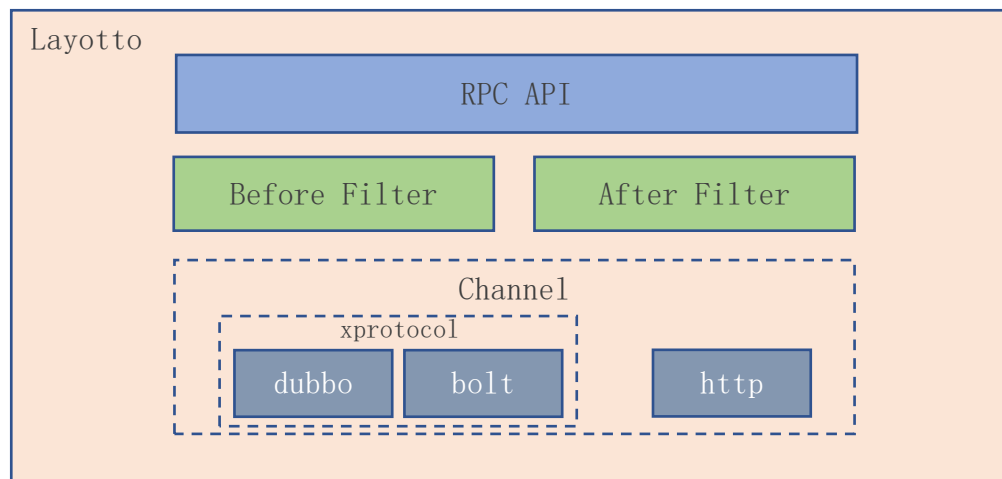 Layotto
RPC API
Before Filter
After Filter
Channel
xprotocol
dubbo
bolt
http